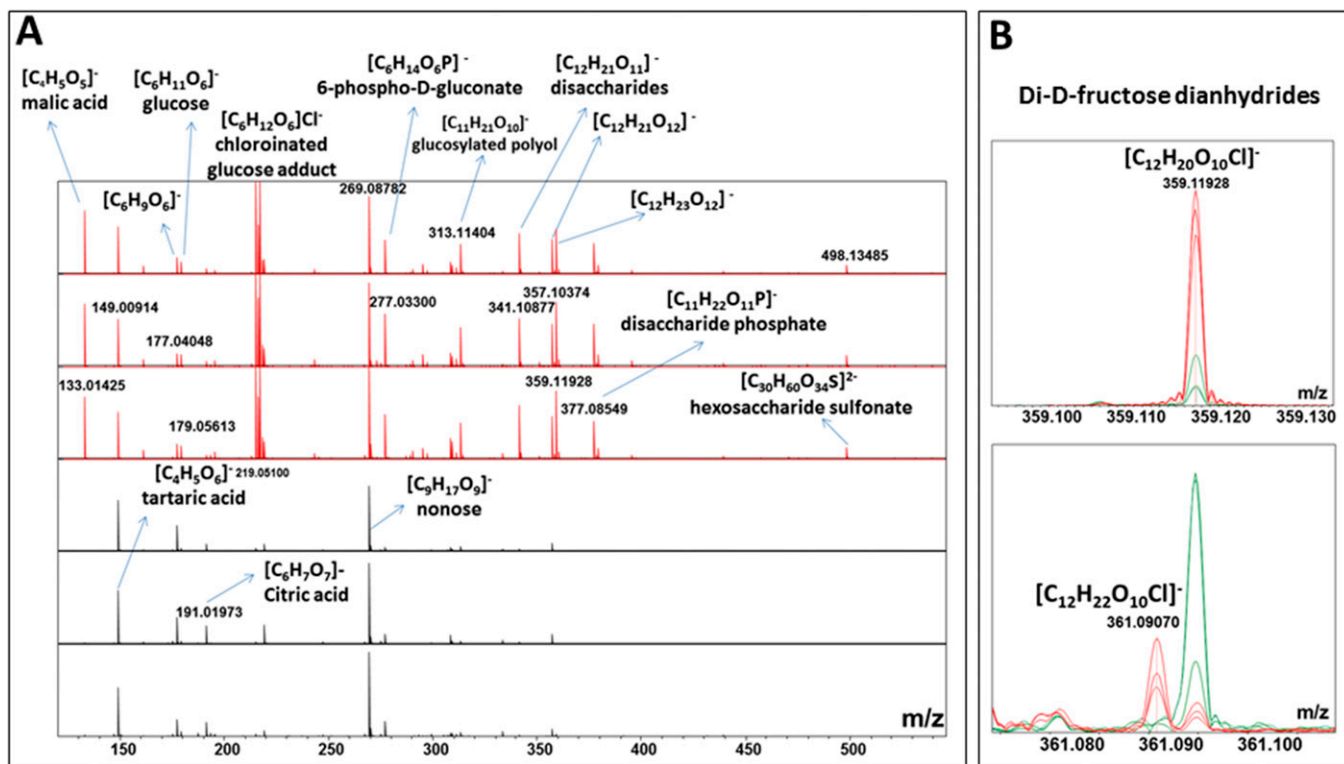 A
[C₄H₅O₅]⁻
malic acid
[C₆H₁₁O₆]⁻
glucose
[C₆H₁₂O₆]Cl⁻
chloroinated
glucose adduct
[C₆H₁₄O₆P] ⁻
6-phospho-D-gluconate
[C₁₁H₂₁O₁₀]⁻
glucosylated polyol
[C₁₂H₂₁O₁₁]⁻
disaccharides
[C₁₂H₂₁O₁₂] ⁻
[C₆H₉O₆]⁻
269.08782
313.11404
[C₁₂H₂₃O₁₂] ⁻
498.13485
149.00914
177.04048
277.03300
357.10374
341.10877
[C₁₁H₂₂O₁₁P]⁻
disaccharide phosphate
133.01425
179.05613
359.11928
377.08549
[C₃₀H₆₀O₃₄S]²⁻
hexosaccharide sulfonate
[C₄H₅O₆]⁻
tartaric acid
219.05100
[C₉H₁₇O₉]⁻
nonose
[C₆H₇O₇]-
Citric acid
191.01973
m/z
150 200 250 300 350 400 450 500
B
Di-D-fructose dianhydrides
[C₁₂H₂₀O₁₀Cl]⁻
359.11928
m/z
359.100 359.110 359.120 359.130
[C₁₂H₂₂O₁₀Cl]⁻
361.09070
m/z
361.080 361.090 361.100